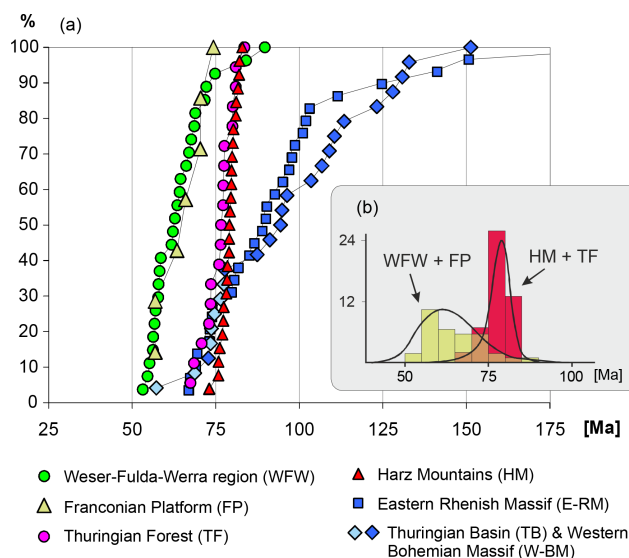 %
(a)
100
90
80
70
60
50
40
30
20
10
0
25
50
75
100
125
150
[Ma]
175
(b)
24
12
WFW + FP
HM + TF
50
75
100
[Ma]
Weser-Fulda-Werra region (WFW)
Franconian Platform (FP)
Thuringian Forest (TF)
Harz Mountains (HM)
Eastern Rhenish Massif (E-RM)
Thuringian Basin (TB) & Western
Bohemian Massif (W-BM)